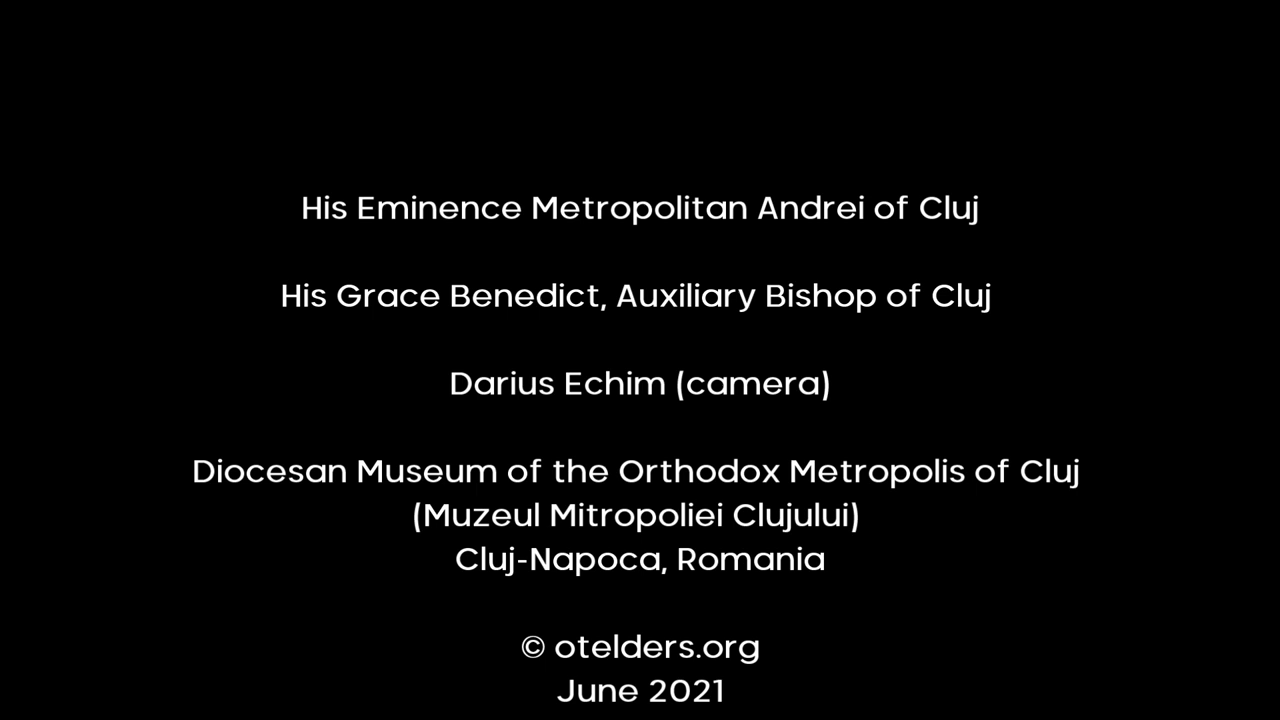 His Eminence Metropolitan Andrei of Cluj
His Grace Benedict, Auxiliary Bishop of Cluj
Darius Echim (camera)
Diocesan Museum of the Orthodox Metropolis of Cluj
(Muzeul Mitropoliei Clujului)
Cluj-Napoca, Romania
© otelders.org
June 2021